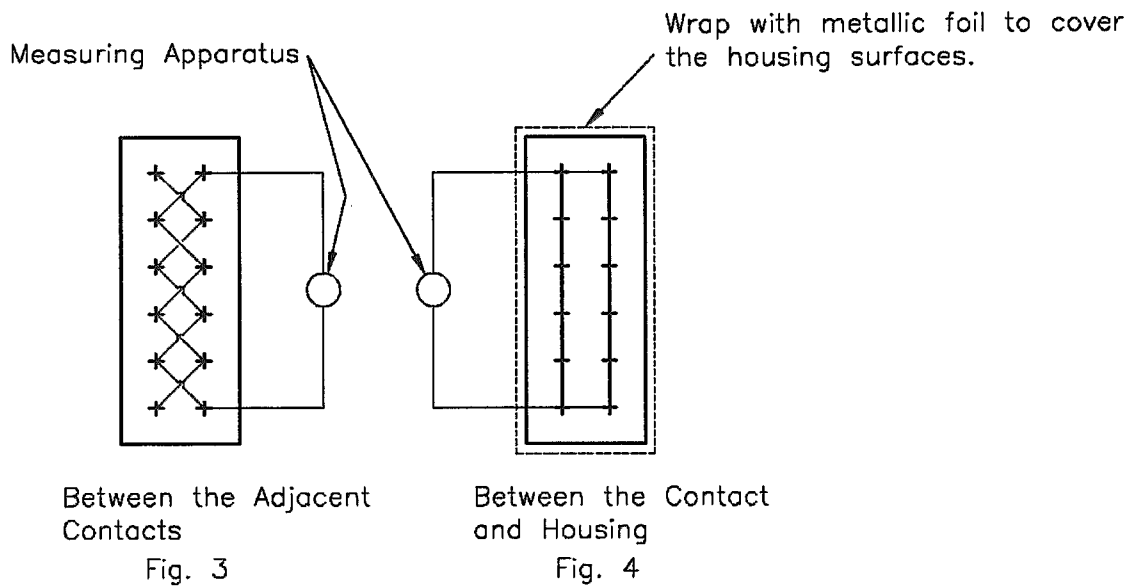 Wrap with metallic foil to cover
the housing surfaces.
Measuring Apparatus
Between the Adjacent
Contacts
Fig. 3
Between the Contact
and Housing
Fig. 4